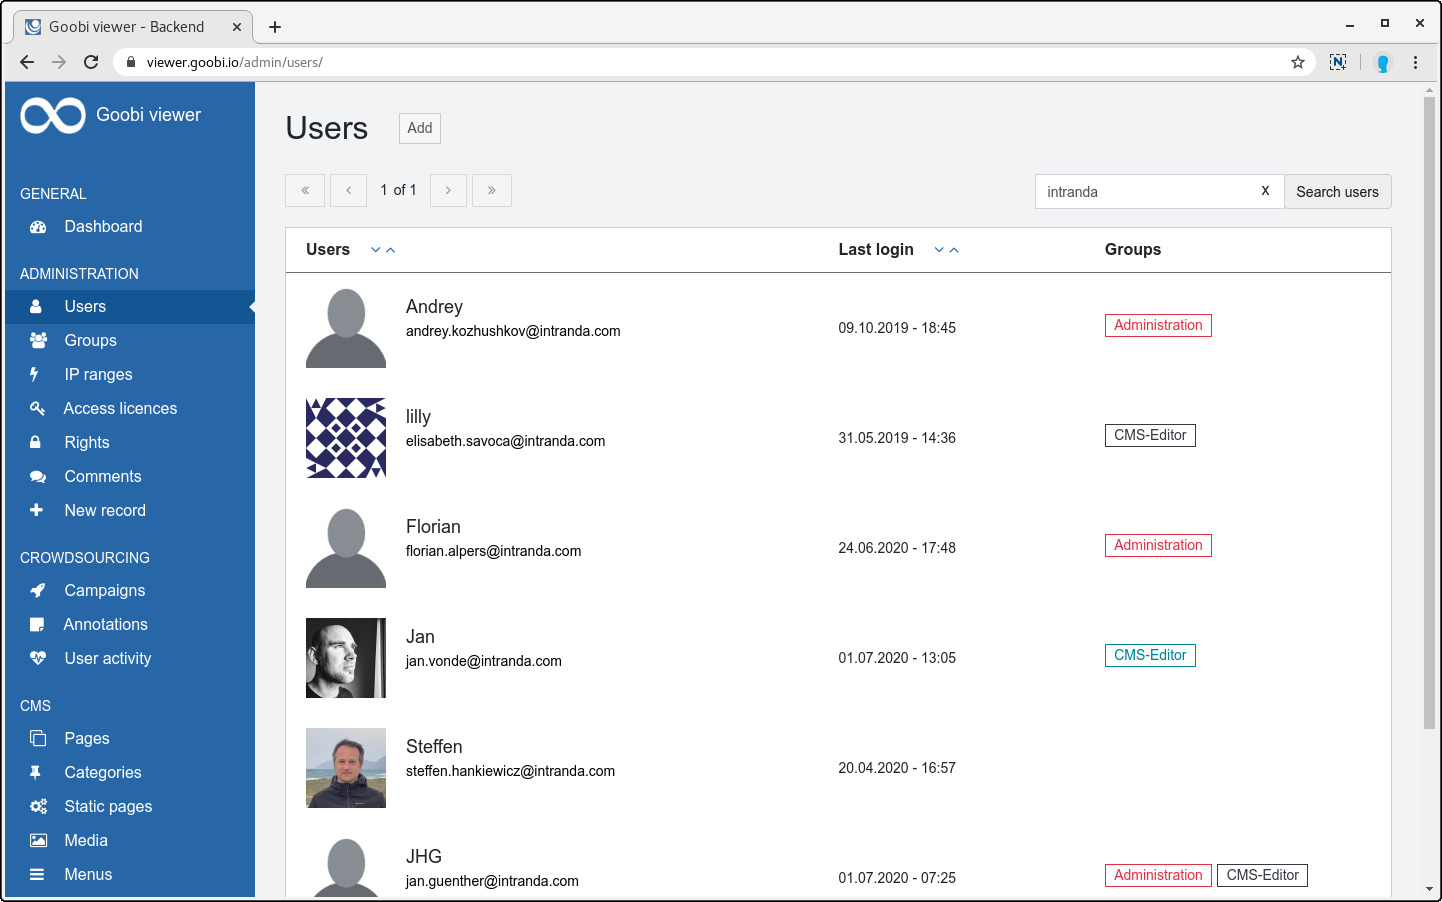 Goobi viewer - Backend
viewer.goobi.io/admin/users/
Goobi viewer
GENERAL
Dashboard
ADMINISTRATION
Users
Groups
IP ranges
Access licences
Rights
Comments
New record
CROWDSOURCING
Campaigns
Annotations
User activity
CMS
Pages
Categories
Static pages
Media
Menus
Users Add
« ‹ 1 of 1 › »
intranda x Search users
Users Last login Groups
Andrey
andrey.kozhushkov@intranda.com 09.10.2019 - 18:45 Administration
lilly
elisabeth.savoca@intranda.com 31.05.2019 - 14:36 CMS-Editor
Florian
florian.alpers@intranda.com 24.06.2020 - 17:48 Administration
Jan
jan.vonde@intranda.com 01.07.2020 - 13:05 CMS-Editor
Steffen
steffen.hankiewicz@intranda.com 20.04.2020 - 16:57
JHG
jan.guenther@intranda.com 01.07.2020 - 07:25 Administration CMS-Editor